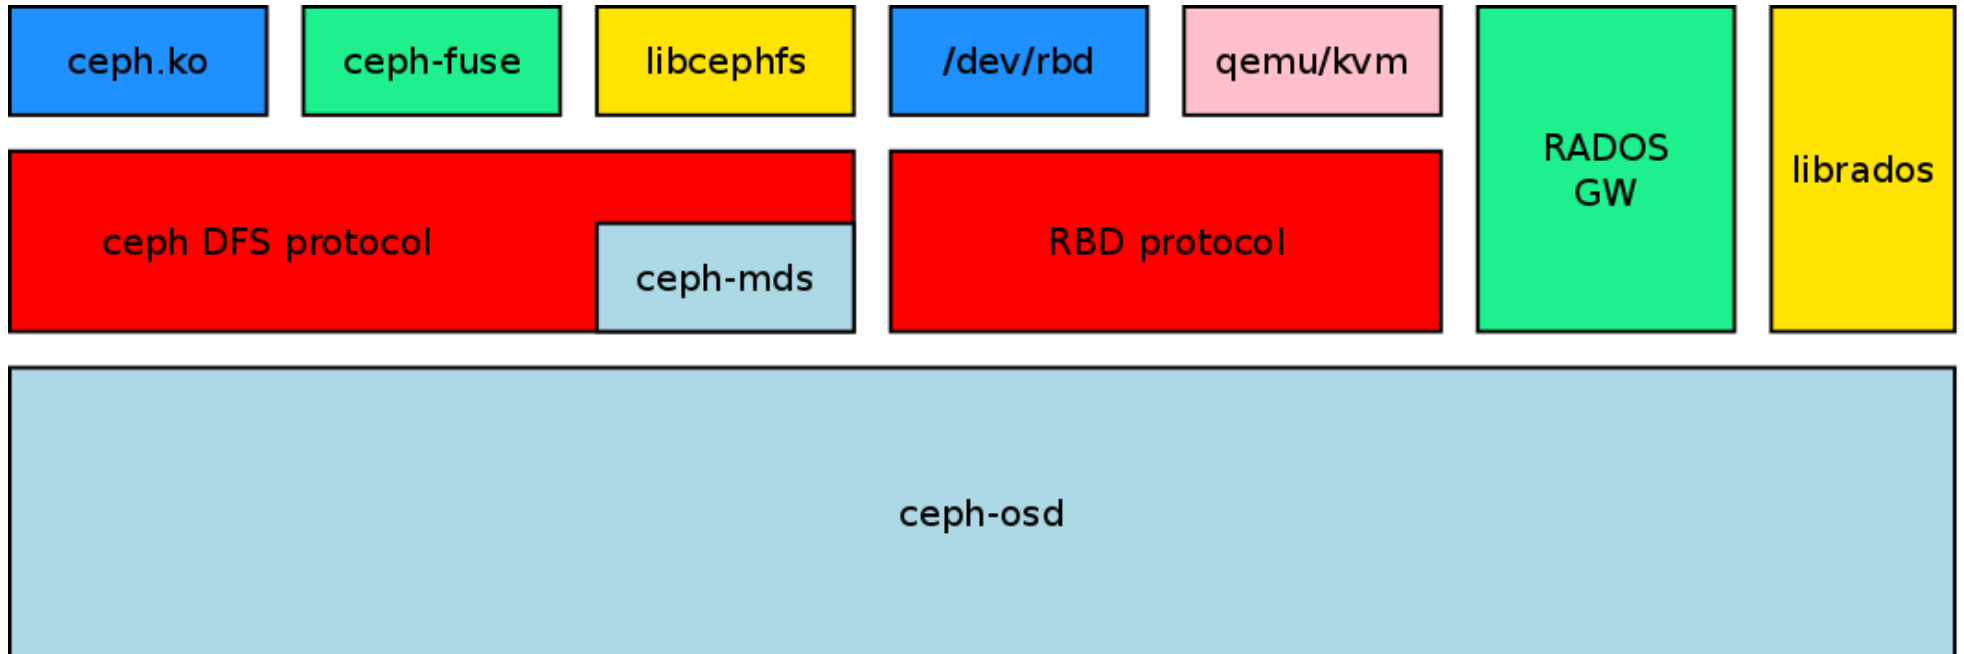 ceph.ko
ceph-fuse
libcephfs
/dev/rbd
qemu/kvm
RADOS
GW
librados
ceph DFS protocol
ceph-mds
RBD protocol
ceph-osd